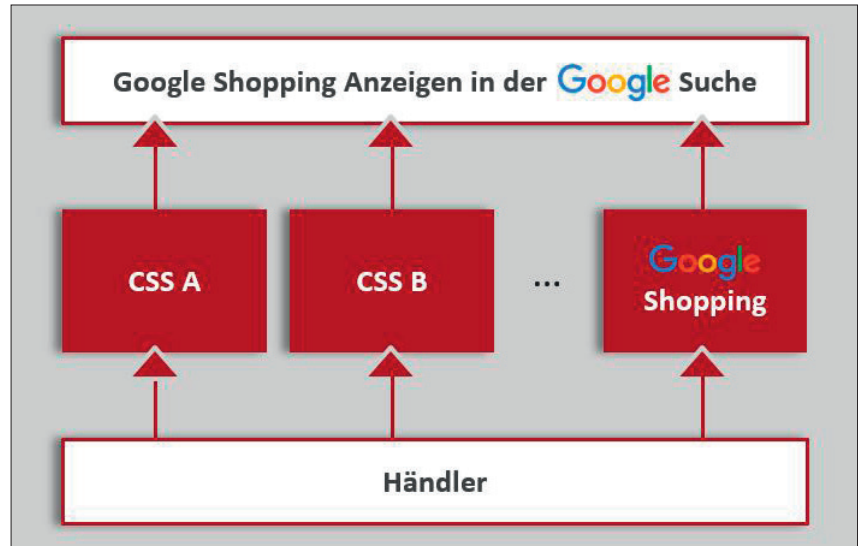 Google Shopping Anzeigen in der Google Suche
CSS A
CSS B
...
Google
Shopping
Händler